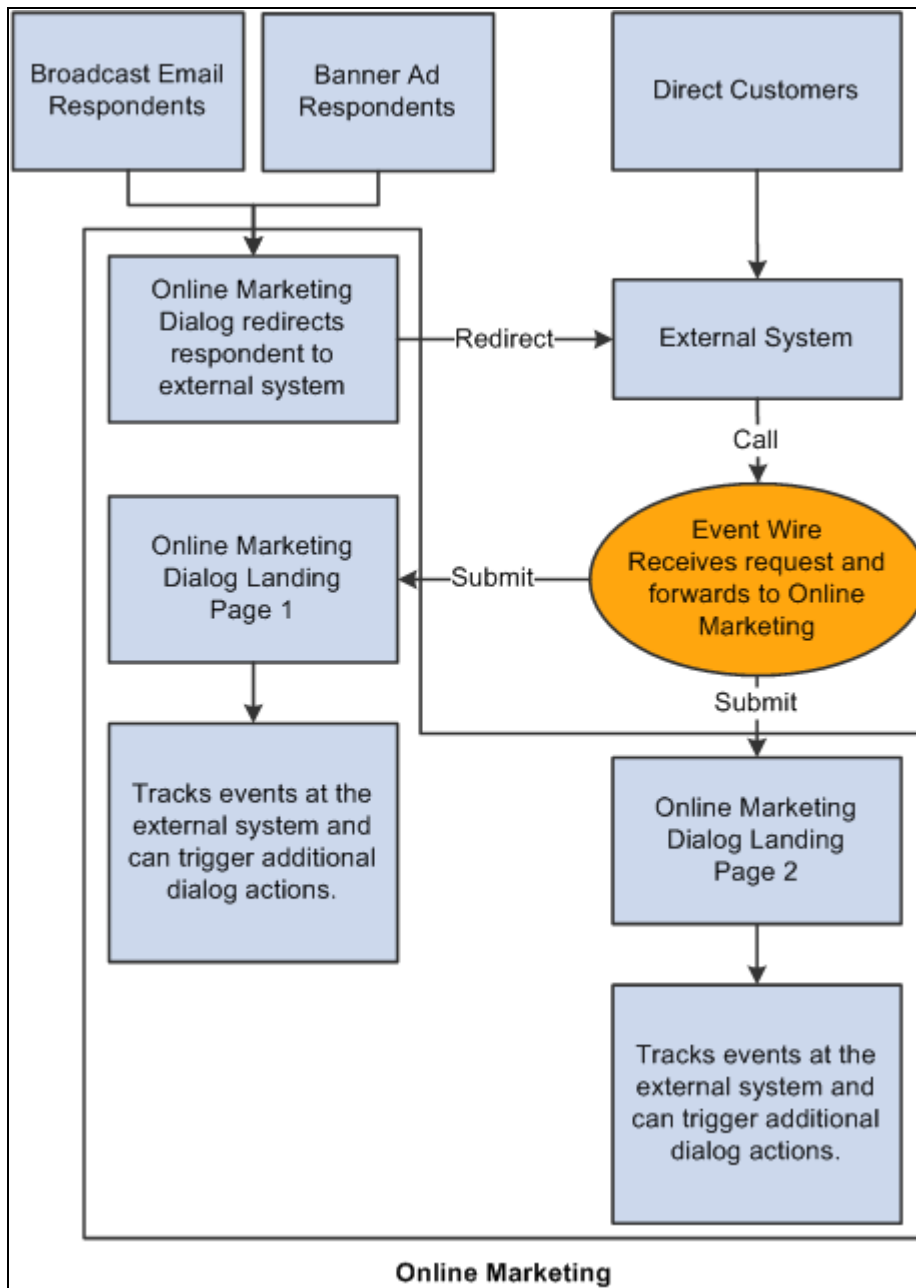 Broadcast Email
Respondents
Banner Ad
Respondents
Direct Customers
Online Marketing
Dialog redirects
respondent to
external system
Redirect
External System
Call
Event Wire
Receives request and
forwards to Online
Marketing
Submit
Online Marketing
Dialog Landing
Page 1
Submit
Tracks events at the
external system and
can trigger additional
dialog actions.
Online Marketing
Dialog Landing
Page 2
Tracks events at the
external system and
can trigger additional
dialog actions.
Online Marketing